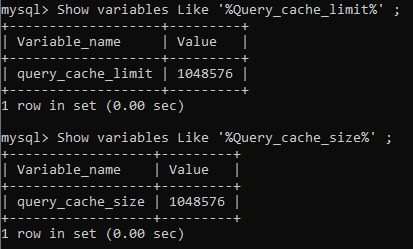 mysql> Show variables Like '%Query_cache_limit%' ;
+-------------------+---------+
| Variable_name     | Value   |
+-------------------+---------+
| query_cache_limit | 1048576 |
+-------------------+---------+
1 row in set (0.00 sec)

mysql> Show variables Like '%Query_cache_size%' ;
+------------------+---------+
| Variable_name    | Value   |
+------------------+---------+
| query_cache_size | 1048576 |
+------------------+---------+
1 row in set (0.00 sec)